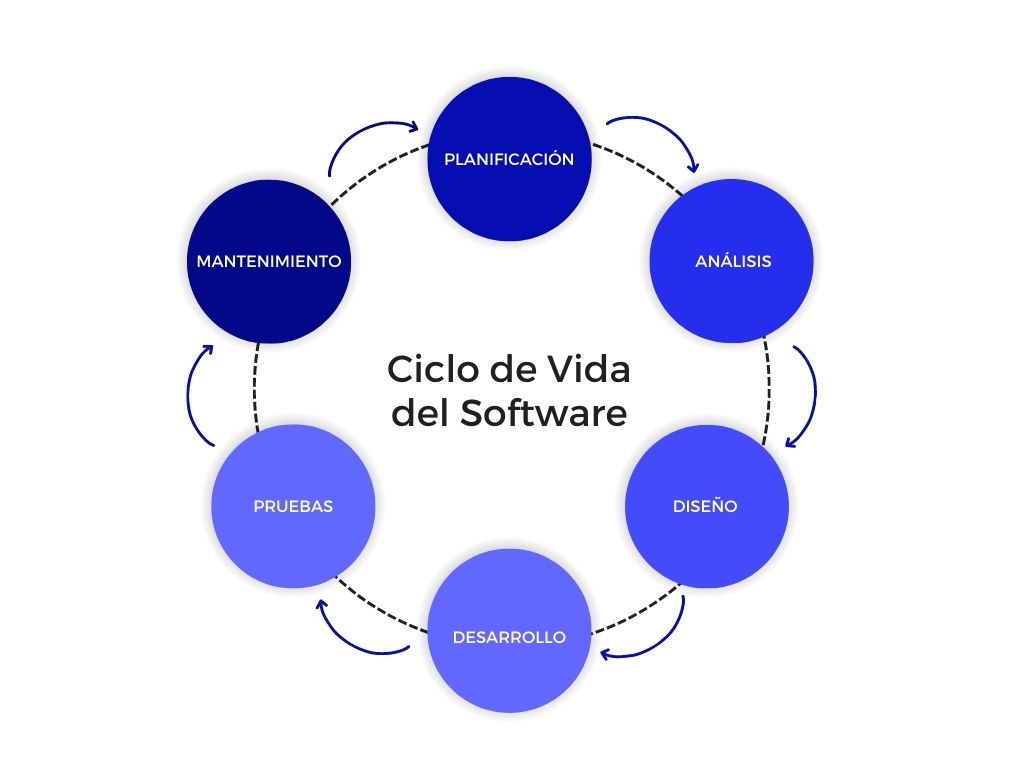 PLANIFICACIÓN
ANÁLISIS
DISEÑO
DESARROLLO
PRUEBAS
MANTENIMIENTO
Ciclo de Vida
del Software